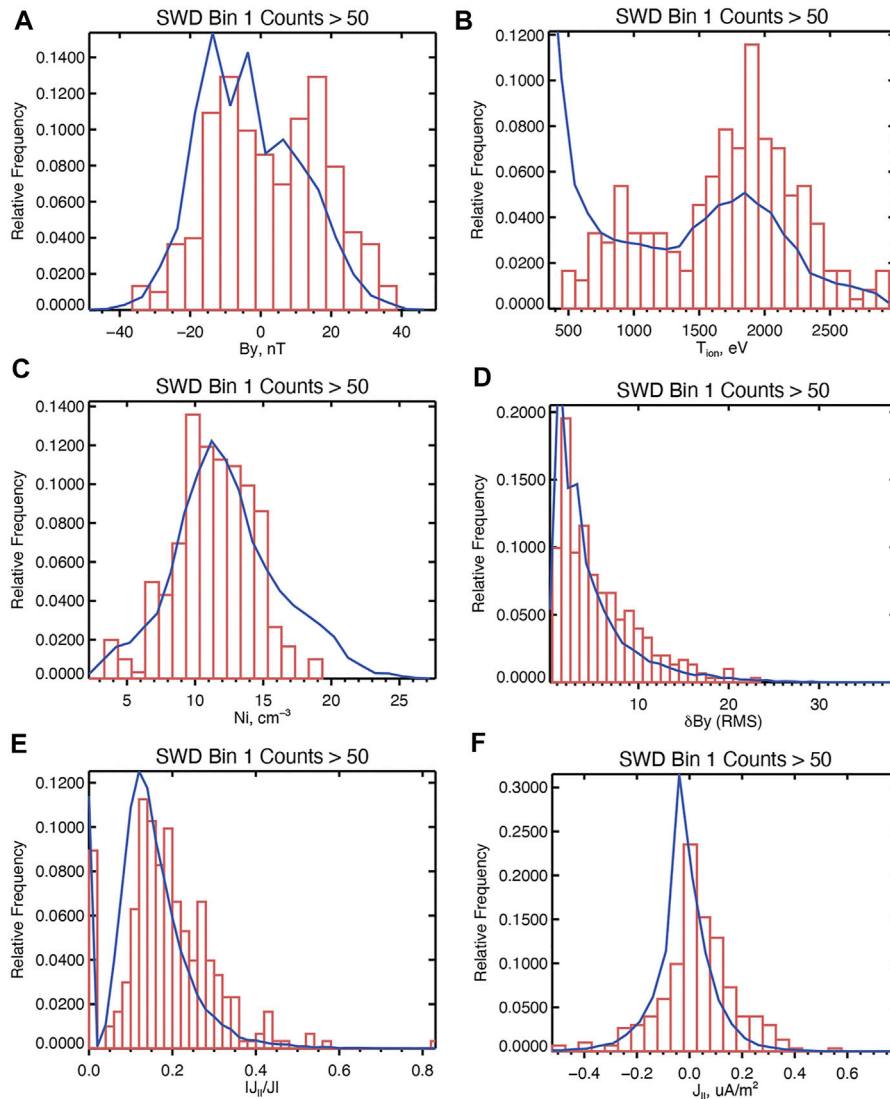 A
SWD Bin 1 Counts > 50
Relative Frequency
0.1400
0.1200
0.1000
0.0800
0.0600
0.0400
0.0200
0.0000
−40 −20 0 20 40
By, nT
B
SWD Bin 1 Counts > 50
Relative Frequency
0.1200
0.1000
0.0800
0.0600
0.0400
0.0200
0.0000
500 1000 1500 2000 2500
Tion, eV
C
SWD Bin 1 Counts > 50
Relative Frequency
0.1400
0.1200
0.1000
0.0800
0.0600
0.0400
0.0200
0.0000
5 10 15 20 25
Ni, cm⁻³
D
SWD Bin 1 Counts > 50
Relative Frequency
0.2000
0.1500
0.1000
0.0500
0.0000
10 20 30
δBy (RMS)
E
SWD Bin 1 Counts > 50
Relative Frequency
0.1200
0.1000
0.0800
0.0600
0.0400
0.0200
0.0000
0.0 0.2 0.4 0.6 0.8
|J||/J|
F
SWD Bin 1 Counts > 50
Relative Frequency
0.3000
0.2500
0.2000
0.1500
0.1000
0.0500
0.0000
−0.4 −0.2 0.0 0.2 0.4 0.6
J||, uA/m²